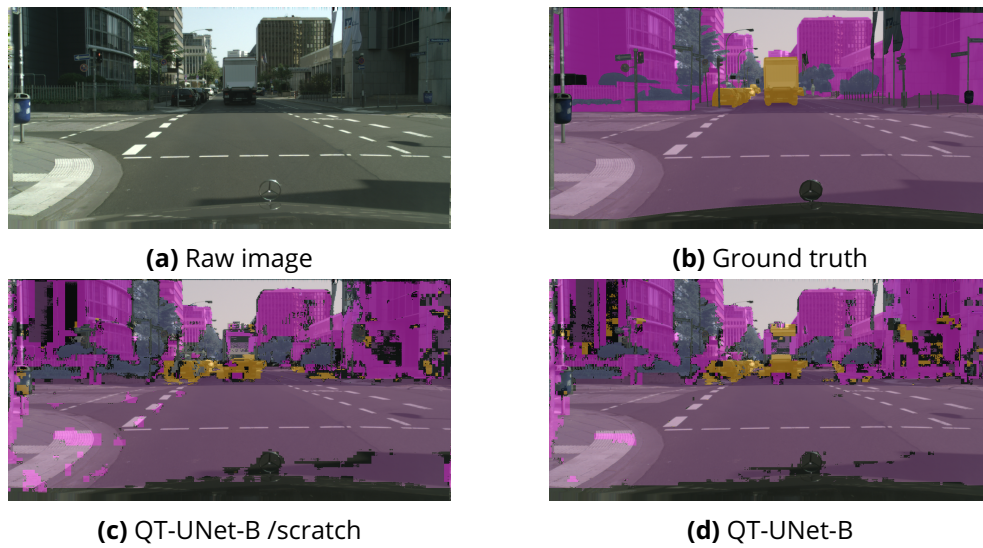 (a) Raw image
(b) Ground truth
(c) QT-UNet-B /scratch
(d) QT-UNet-B